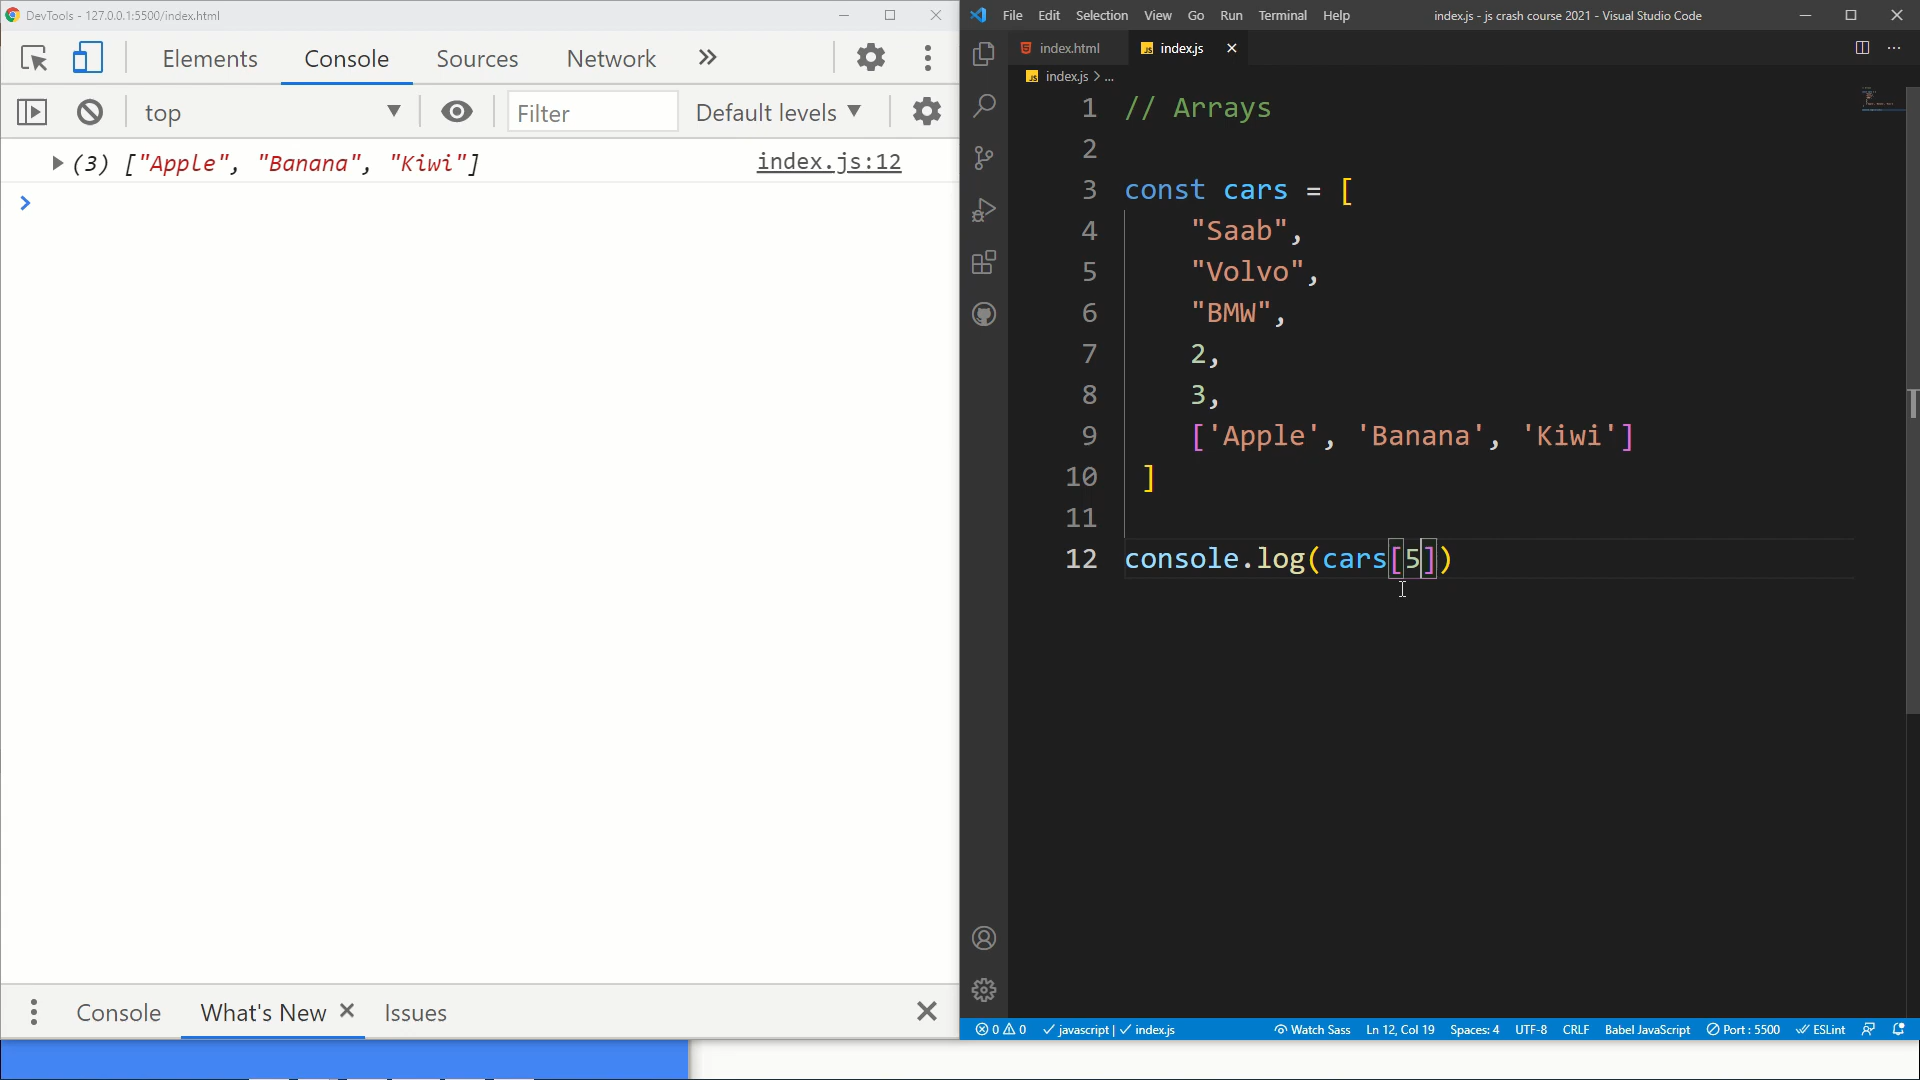 DevTools - 127.0.0.1:5500/index.html
Elements Console Sources Network
top Filter Default levels
(3) ["Apple", "Banana", "Kiwi"] index.js:12
Console What's New Issues
File Edit Selection View Go Run Terminal Help index.js - js crash course 2021 - Visual Studio Code
index.html index.js
index.js > ...
1 // Arrays
2
3 const cars = [
4 "Saab",
5 "Volvo",
6 "BMW",
7 2,
8 3,
9 ['Apple', 'Banana', 'Kiwi']
10 ]
11
12 console.log(cars[5])
0 0 javascript | index.js Watch Sass Ln 12, Col 19 Spaces: 4 UTF-8 CRLF Babel JavaScript Port : 5500 ESLint